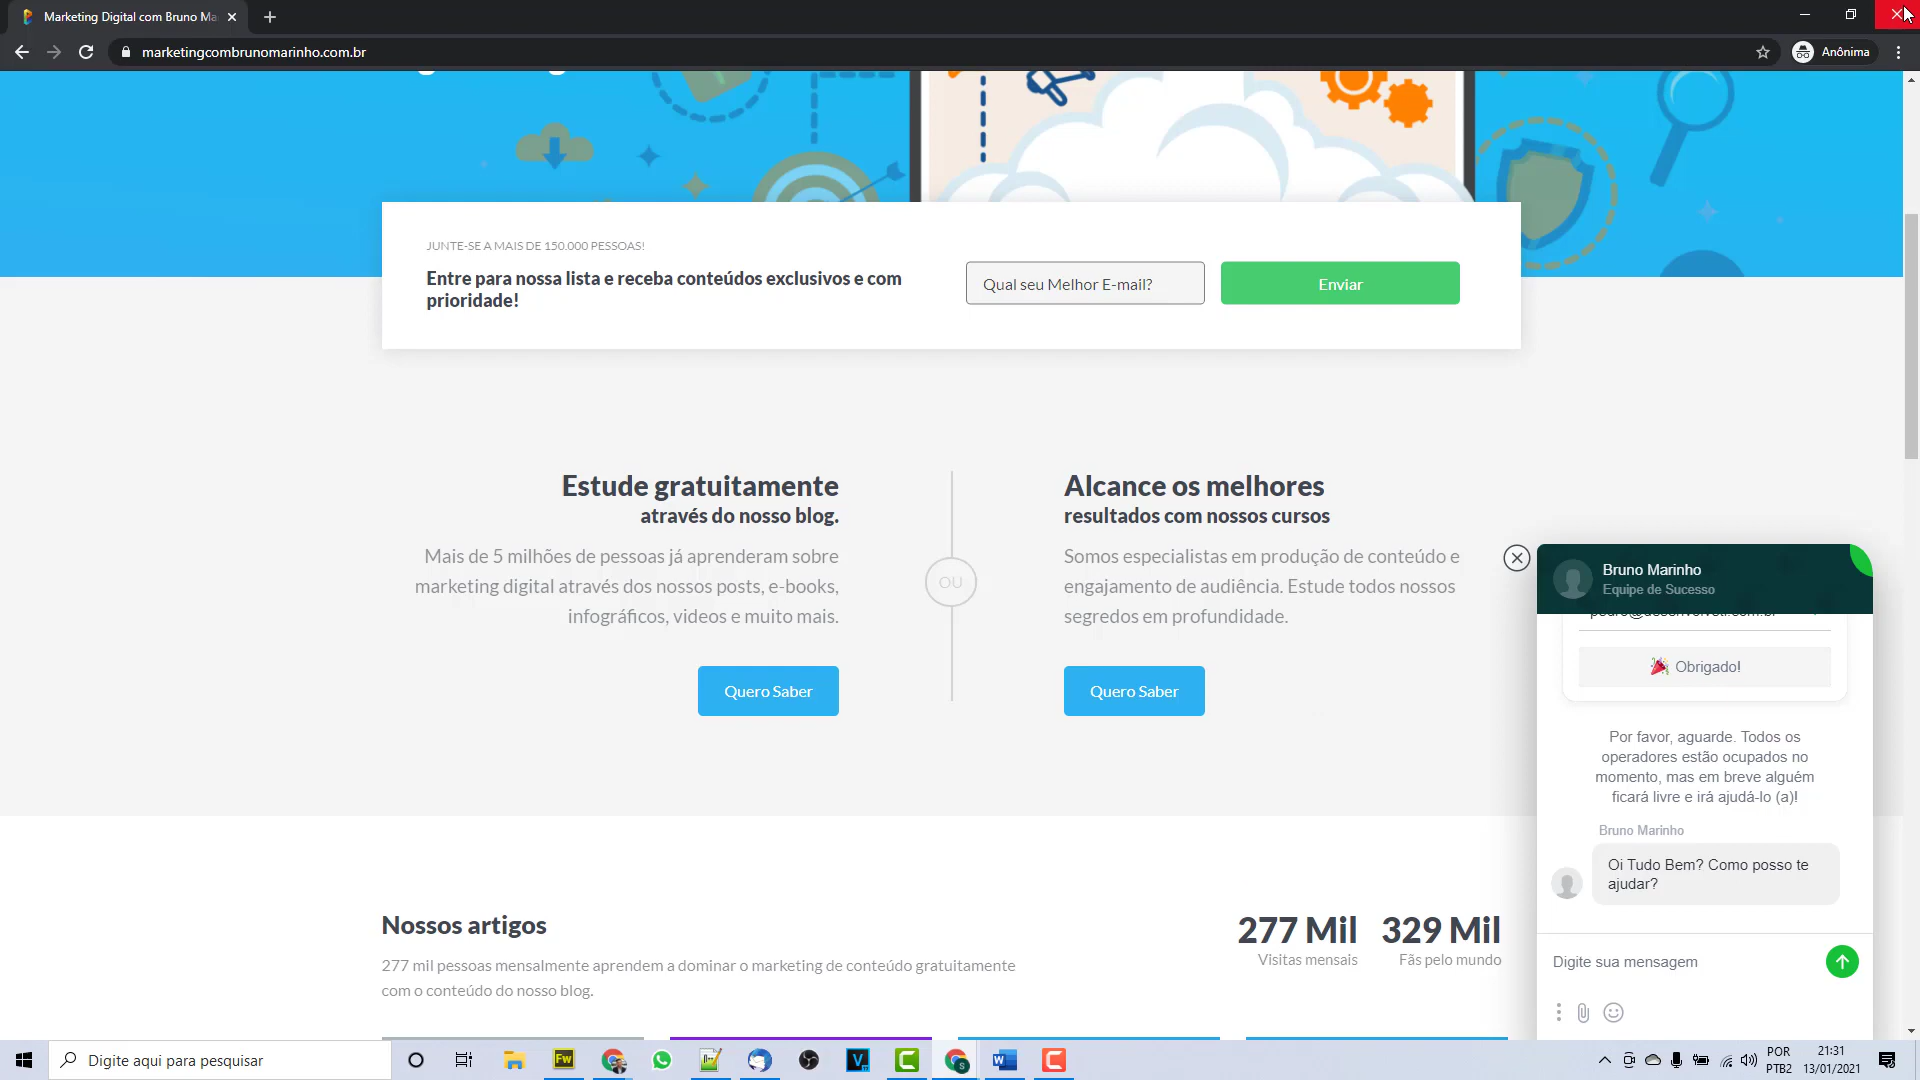 Marketing Digital com Bruno Ma
marketingcombrunomarinho.com.br
Anônima
JUNTE-SE A MAIS DE 150.000 PESSOAS!
Entre para nossa lista e receba conteúdos exclusivos e com
prioridade!
Qual seu Melhor E-mail?
Enviar
Estude gratuitamente
através do nosso blog.
Mais de 5 milhões de pessoas já aprenderam sobre
marketing digital através dos nossos posts, e-books,
infográficos, videos e muito mais.
Quero Saber
OU
Alcance os melhores
resultados com nossos cursos
Somos especialistas em produção de conteúdo e
engajamento de audiência. Estude todos nossos
segredos em profundidade.
Quero Saber
Nossos artigos
277 mil pessoas mensalmente aprendem a dominar o marketing de conteúdo gratuitamente
com o conteúdo do nosso blog.
277 Mil
Visitas mensais
329 Mil
Fãs pelo mundo
Bruno Marinho
Equipe de Sucesso
🎉 Obrigado!
Por favor, aguarde. Todos os
operadores estão ocupados no
momento, mas em breve alguém
ficará livre e irá ajudá-lo (a)!
Bruno Marinho
Oi Tudo Bem? Como posso te
ajudar?
Digite sua mensagem
Digite aqui para pesquisar
Fw
V
C
S
W
C
POR
PTB2
21:31
13/01/2021